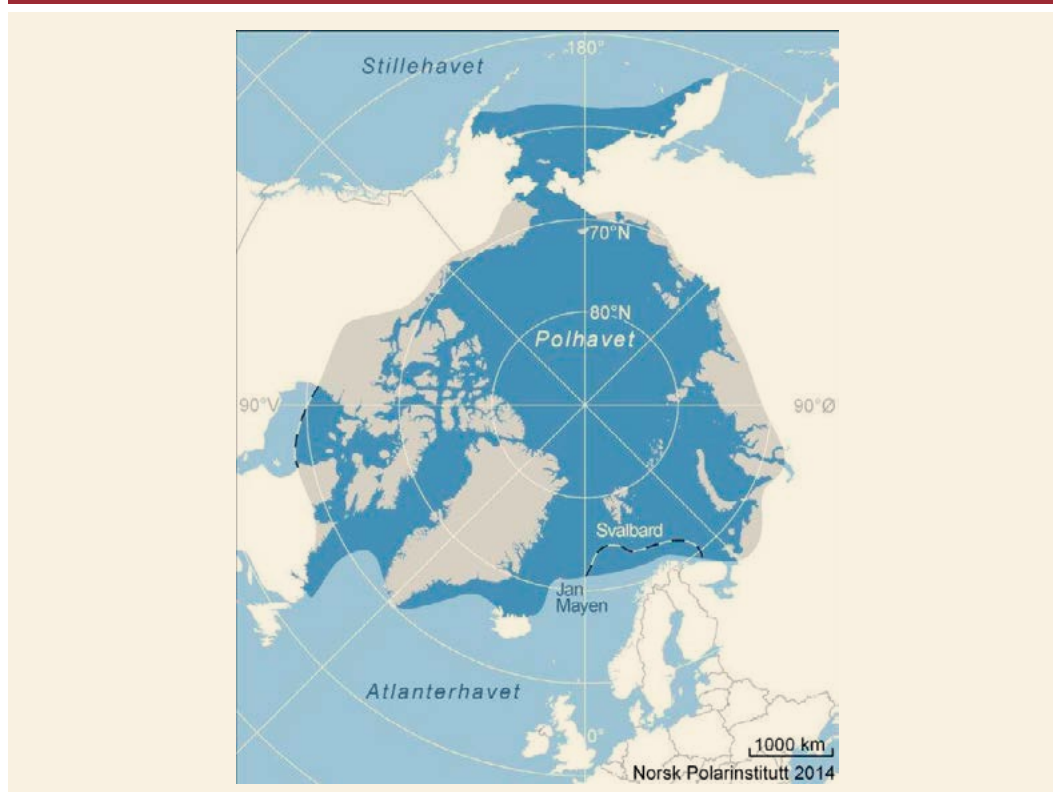 180°
Stillehavet
70°N
80°N
Polhavet
90°V
90°Ø
Svalbard
Jan
Mayen
Atlanterhavet
0°
1000 km
Norsk Polarinstitutt 2014